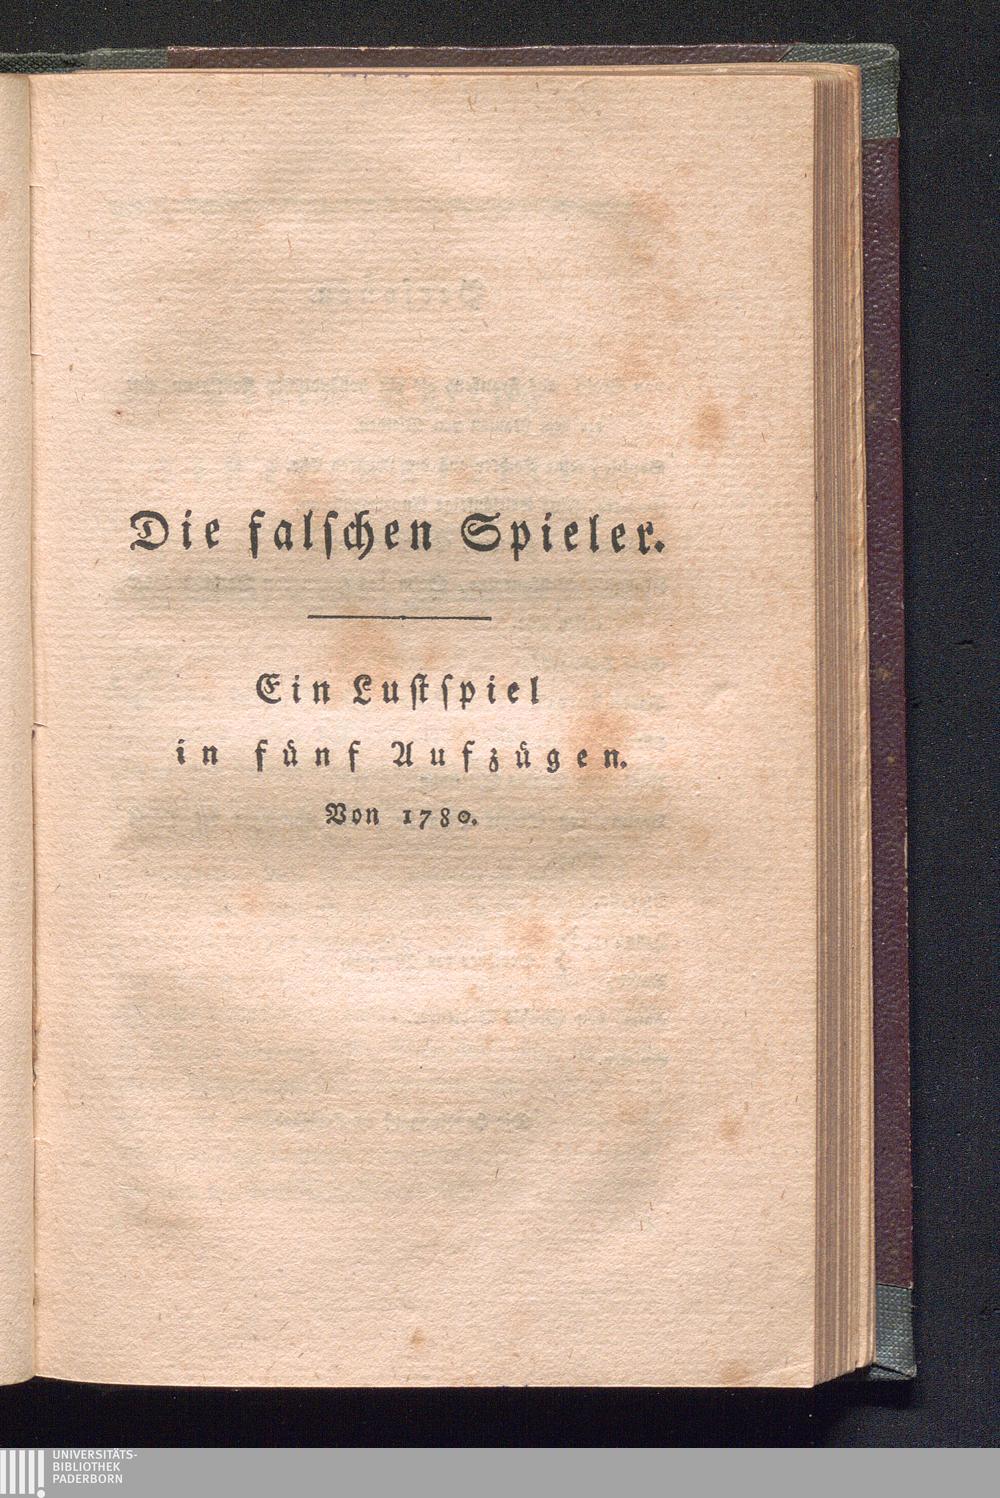 Die falſchen Spieler.
Ein Luſtſpiel
in fünf Aufzügen.
Von 1780.
UNIVERSITÄTS-
BIBLIOTHEK
PADERBORN